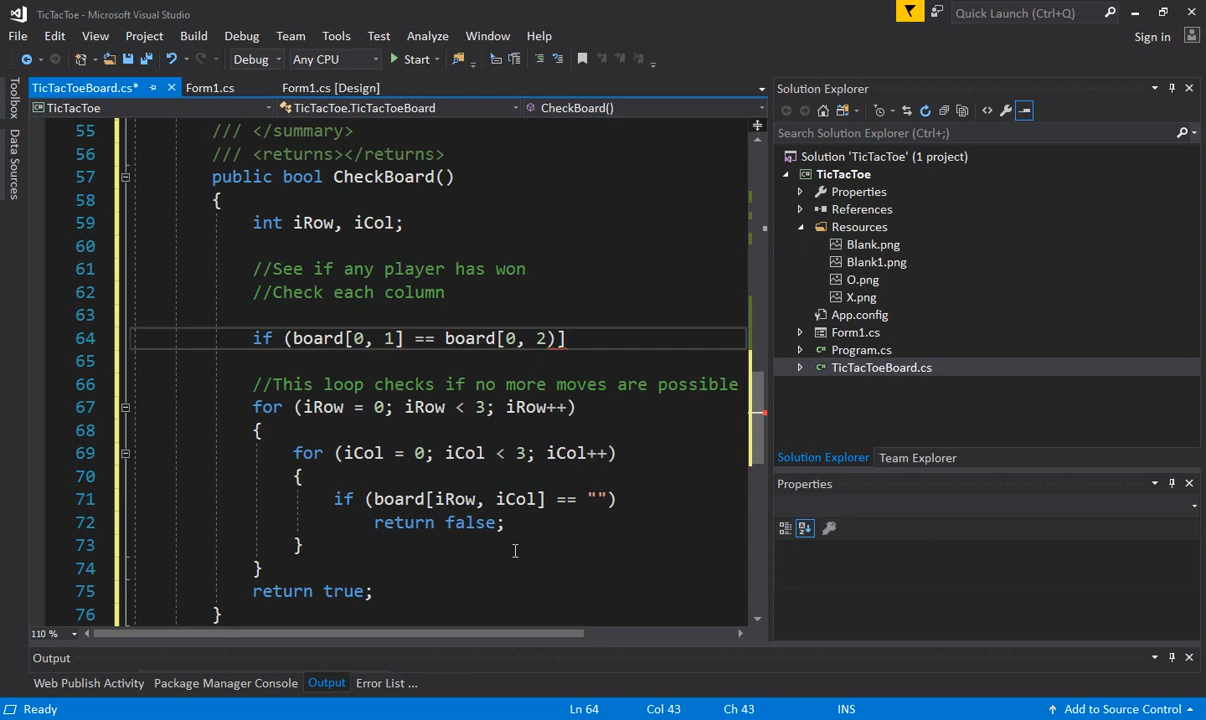 TicTacToe - Microsoft Visual Studio
Quick Launch (Ctrl+Q)
File Edit View Project Build Debug Team Tools Test Analyze Window Help
Sign in
Debug Any CPU Start
Toolbox
Data Sources
TicTacToeBoard.cs* Form1.cs Form1.cs [Design]
TicTacToe TicTacToe.TicTacToeBoard CheckBoard()
55 /// </summary>
56 /// <returns></returns>
57 public bool CheckBoard()
58 {
59 int iRow, iCol;
60
61 //See if any player has won
62 //Check each column
63
64 if (board[0, 1] == board[0, 2)]
65
66 //This loop checks if no more moves are possible
67 for (iRow = 0; iRow < 3; iRow++)
68 {
69 for (iCol = 0; iCol < 3; iCol++)
70 {
71 if (board[iRow, iCol] == "")
72 return false;
73 }
74 }
75 return true;
76 }
110 %
Solution Explorer
Search Solution Explorer (Ctrl+;)
Solution 'TicTacToe' (1 project)
TicTacToe
Properties
References
Resources
Blank.png
Blank1.png
O.png
X.png
App.config
Form1.cs
Program.cs
TicTacToeBoard.cs
Solution Explorer Team Explorer
Properties
Output
Web Publish Activity Package Manager Console Output Error List ...
Ready Ln 64 Col 43 Ch 43 INS Add to Source Control